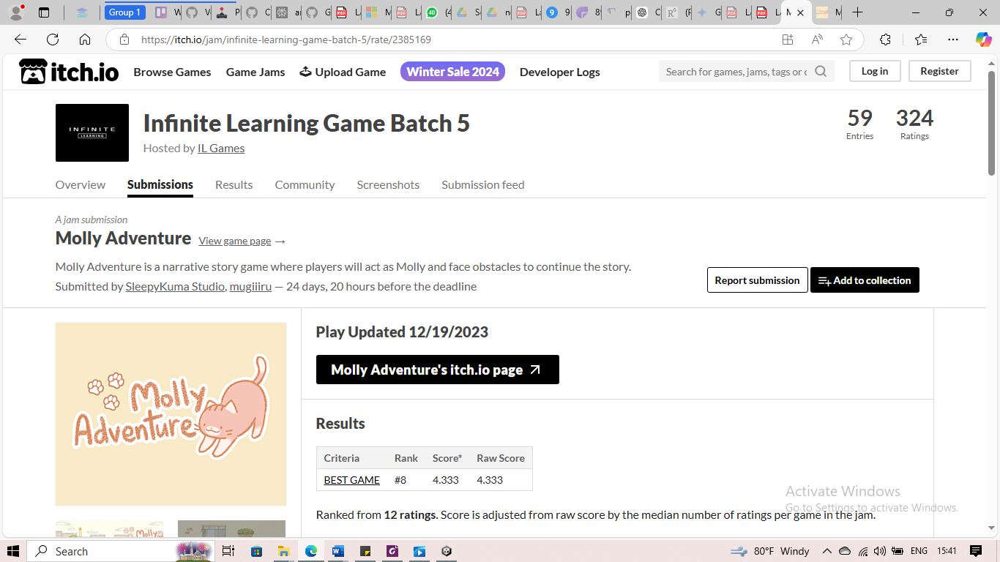 Group 1
https://itch.io/jam/infinite-learning-game-batch-5/rate/2385169
itch.io
Browse Games
Game Jams
Upload Game
Winter Sale 2024
Developer Logs
Search for games, jams, tags or c
Log in
Register
INFINITE
LEARNING
Infinite Learning Game Batch 5
Hosted by IL Games
59
Entries
324
Ratings
Overview
Submissions
Results
Community
Screenshots
Submission feed
A jam submission
Molly Adventure View game page →
Molly Adventure is a narrative story game where players will act as Molly and face obstacles to continue the story.
Submitted by SleepyKuma Studio, mugiiiru — 24 days, 20 hours before the deadline
Report submission
Add to collection
Molly
Adventure
Play Updated 12/19/2023
Molly Adventure's itch.io page
Results
Criteria Rank Score* Raw Score
BEST GAME #8 4.333 4.333
Ranked from 12 ratings. Score is adjusted from raw score by the median number of ratings per game in the jam.
Activate Windows
Go to Settings to activate Windows.
Search
80°F Windy
ENG
15:41